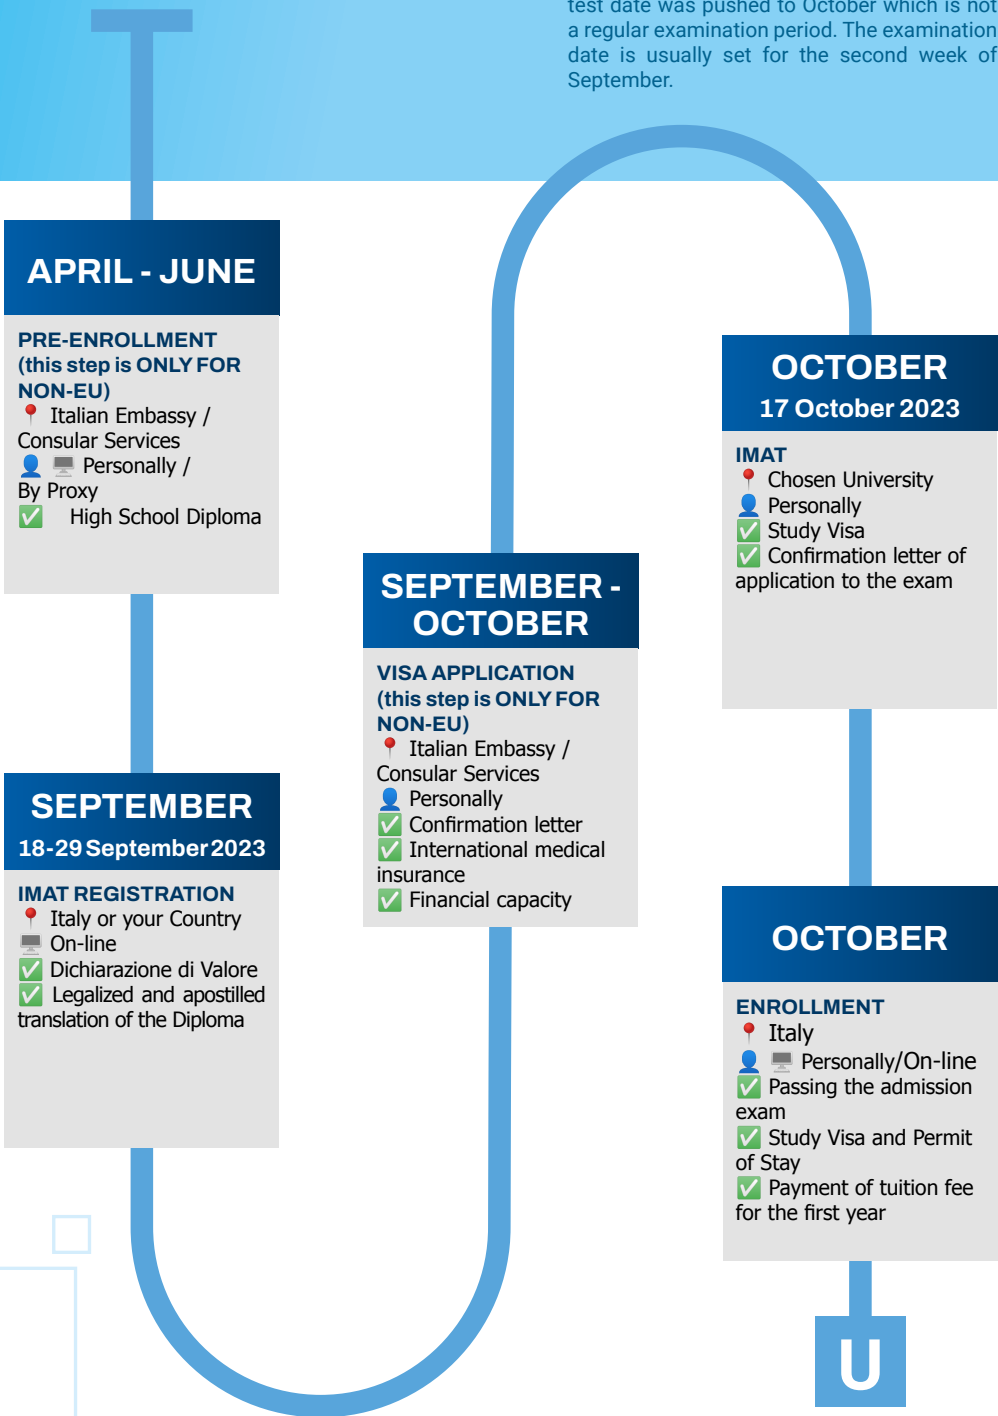 test date was pushed to October which is not
a regular examination period. The examination
date is usually set for the second week of
September.
APRIL - JUNE
PRE-ENROLLMENT
(this step is ONLY FOR
NON-EU)
Italian Embassy /
Consular Services
Personally /
By Proxy
High School Diploma
SEPTEMBER
18-29 September 2023
IMAT REGISTRATION
Italy or your Country
On-line
Dichiarazione di Valore
Legalized and apostilled
translation of the Diploma
SEPTEMBER -
OCTOBER
VISA APPLICATION
(this step is ONLY FOR
NON-EU)
Italian Embassy /
Consular Services
Personally
Confirmation letter
International medical
insurance
Financial capacity
OCTOBER
17 October 2023
IMAT
Chosen University
Personally
Study Visa
Confirmation letter of
application to the exam
OCTOBER
ENROLLMENT
Italy
Personally/On-line
Passing the admission
exam
Study Visa and Permit
of Stay
Payment of tuition fee
for the first year
U